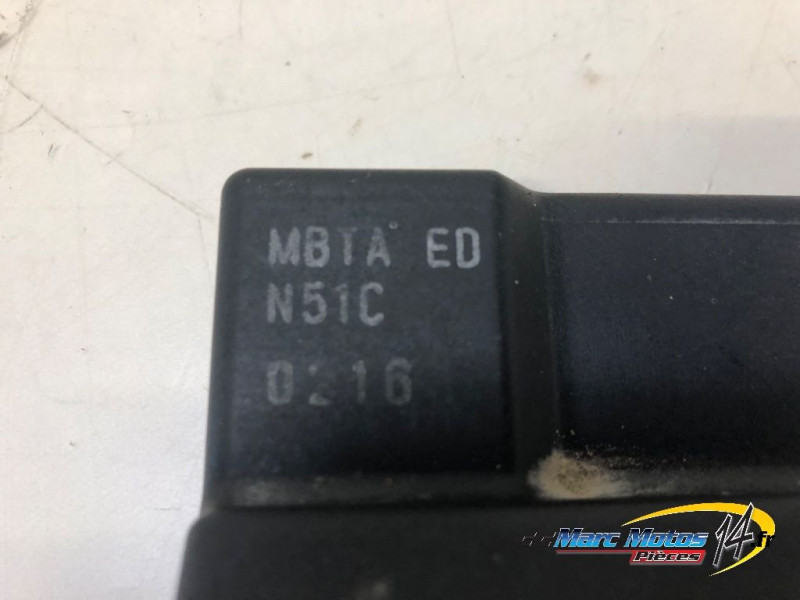 MBTA ED
N51C
0216
Marc Motos 14.fr
Pièces